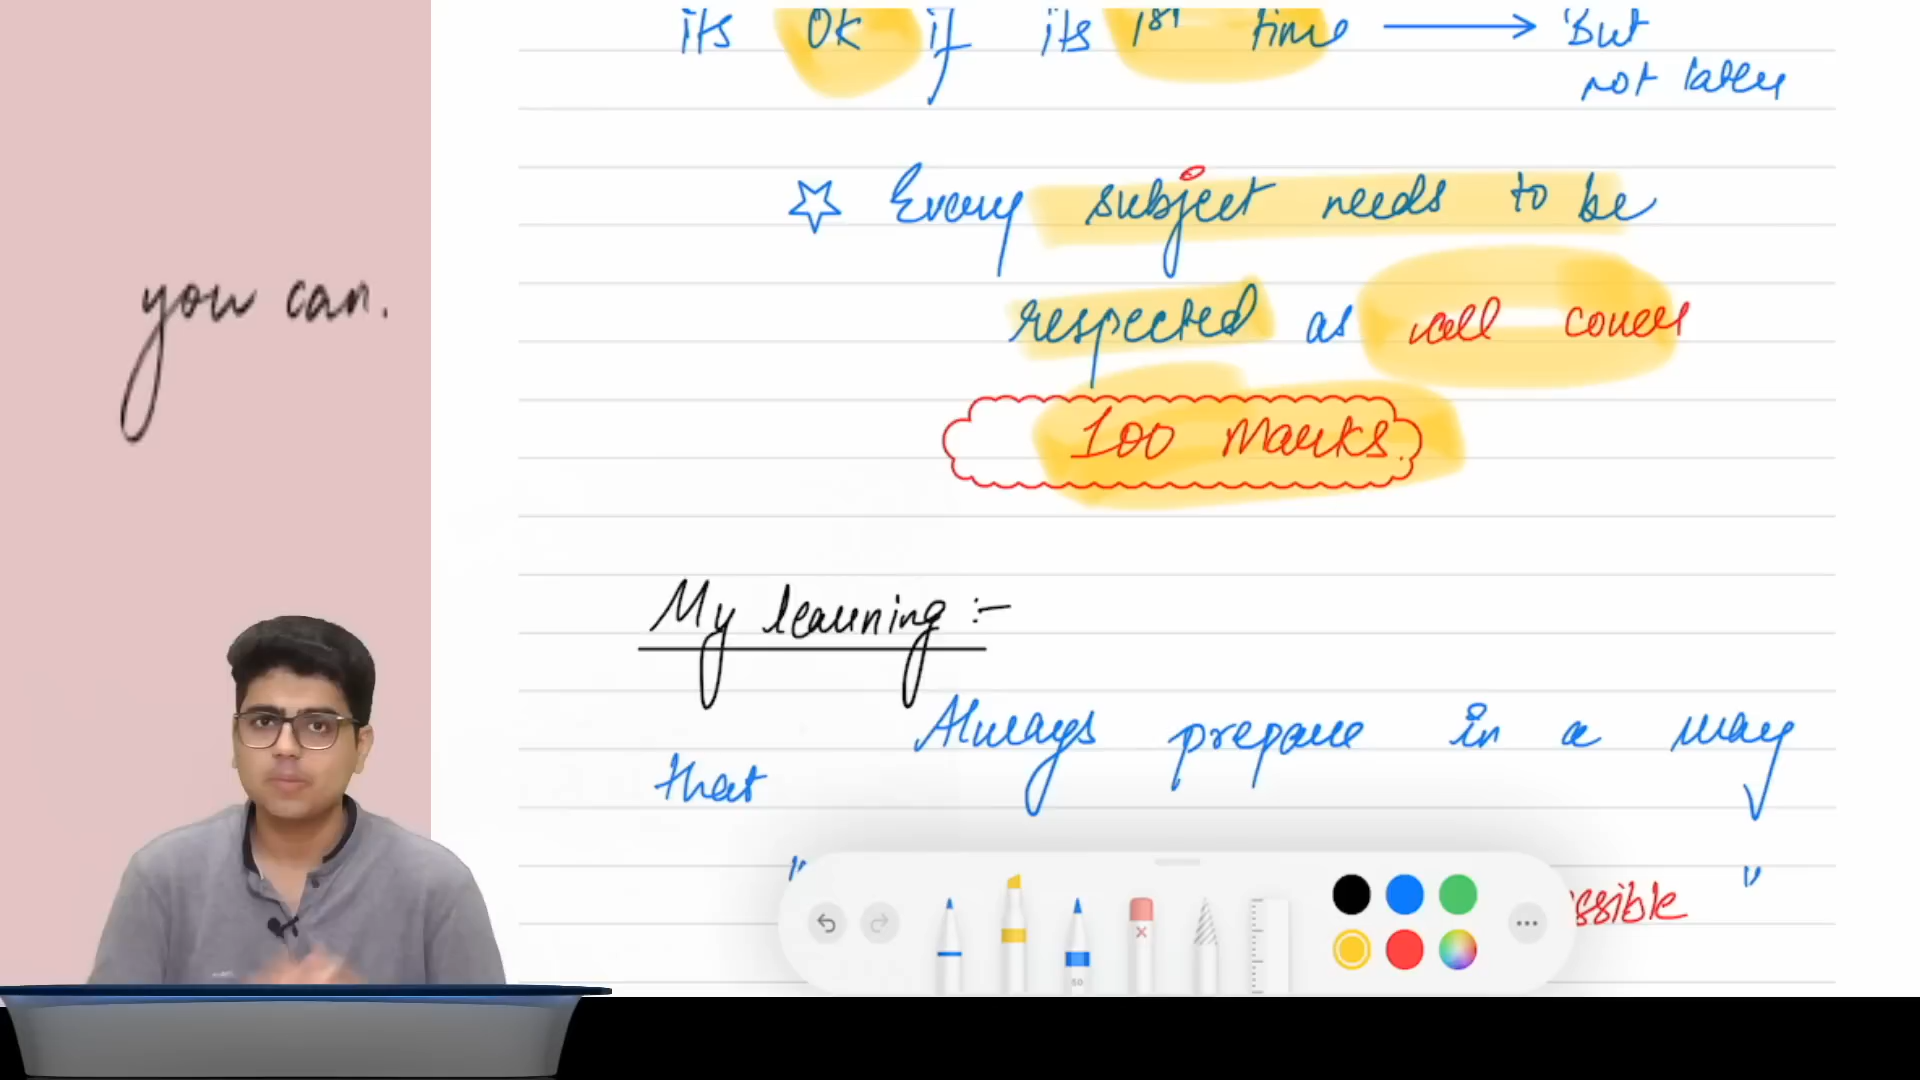 you can.
its Ok if its 1st time → But
not later
☆ Every subject needs to be
respected as well cover
100 Marks.
My learning :-
Always prepare in a way
that
"
"
50